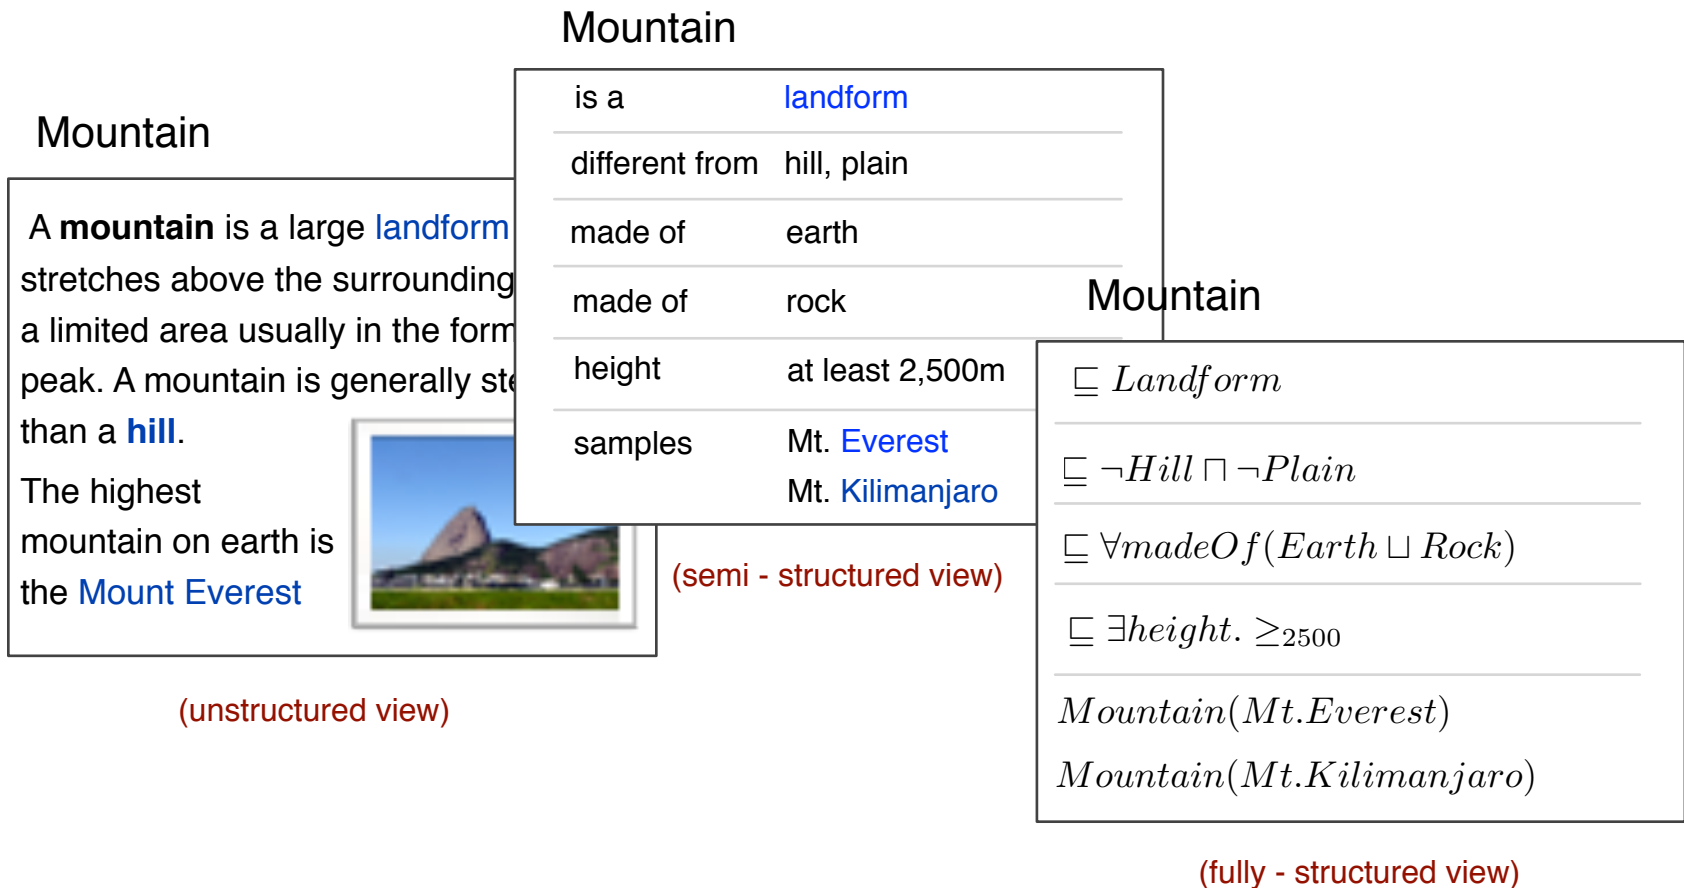 Mountain
A mountain is a large landform
stretches above the surrounding
a limited area usually in the form
peak. A mountain is generally ste
than a hill.
The highest
mountain on earth is
the Mount Everest
(unstructured view)
Mountain
is a landform
different from hill, plain
made of earth
made of rock
height at least 2,500m
samples Mt. Everest
Mt. Kilimanjaro
(semi - structured view)
Mountain
⊑ Landform
⊑ ¬Hill ⊓ ¬Plain
⊑ ∀madeOf(Earth ⊔ Rock)
⊑ ∃height. ≥₂₅₀₀
Mountain(Mt.Everest)
Mountain(Mt.Kilimanjaro)
(fully - structured view)